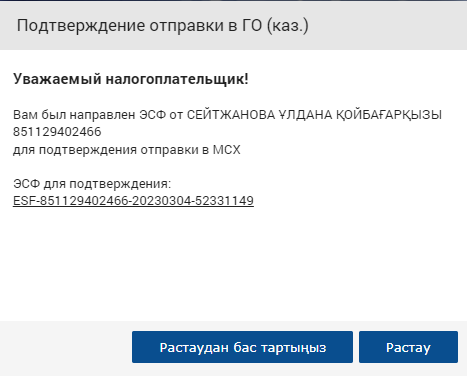 Подтверждение отправки в ГО (каз.)
Уважаемый налогоплательщик!
Вам был направлен ЭСФ от СЕЙТЖАНОВА ҰЛДАНА ҚОЙБАҒАРҚЫЗЫ
851129402466
для подтверждения отправки в МСХ
ЭСФ для подтверждения:
ESF-851129402466-20230304-52331149
Растаудан бас тартыңыз
Растау